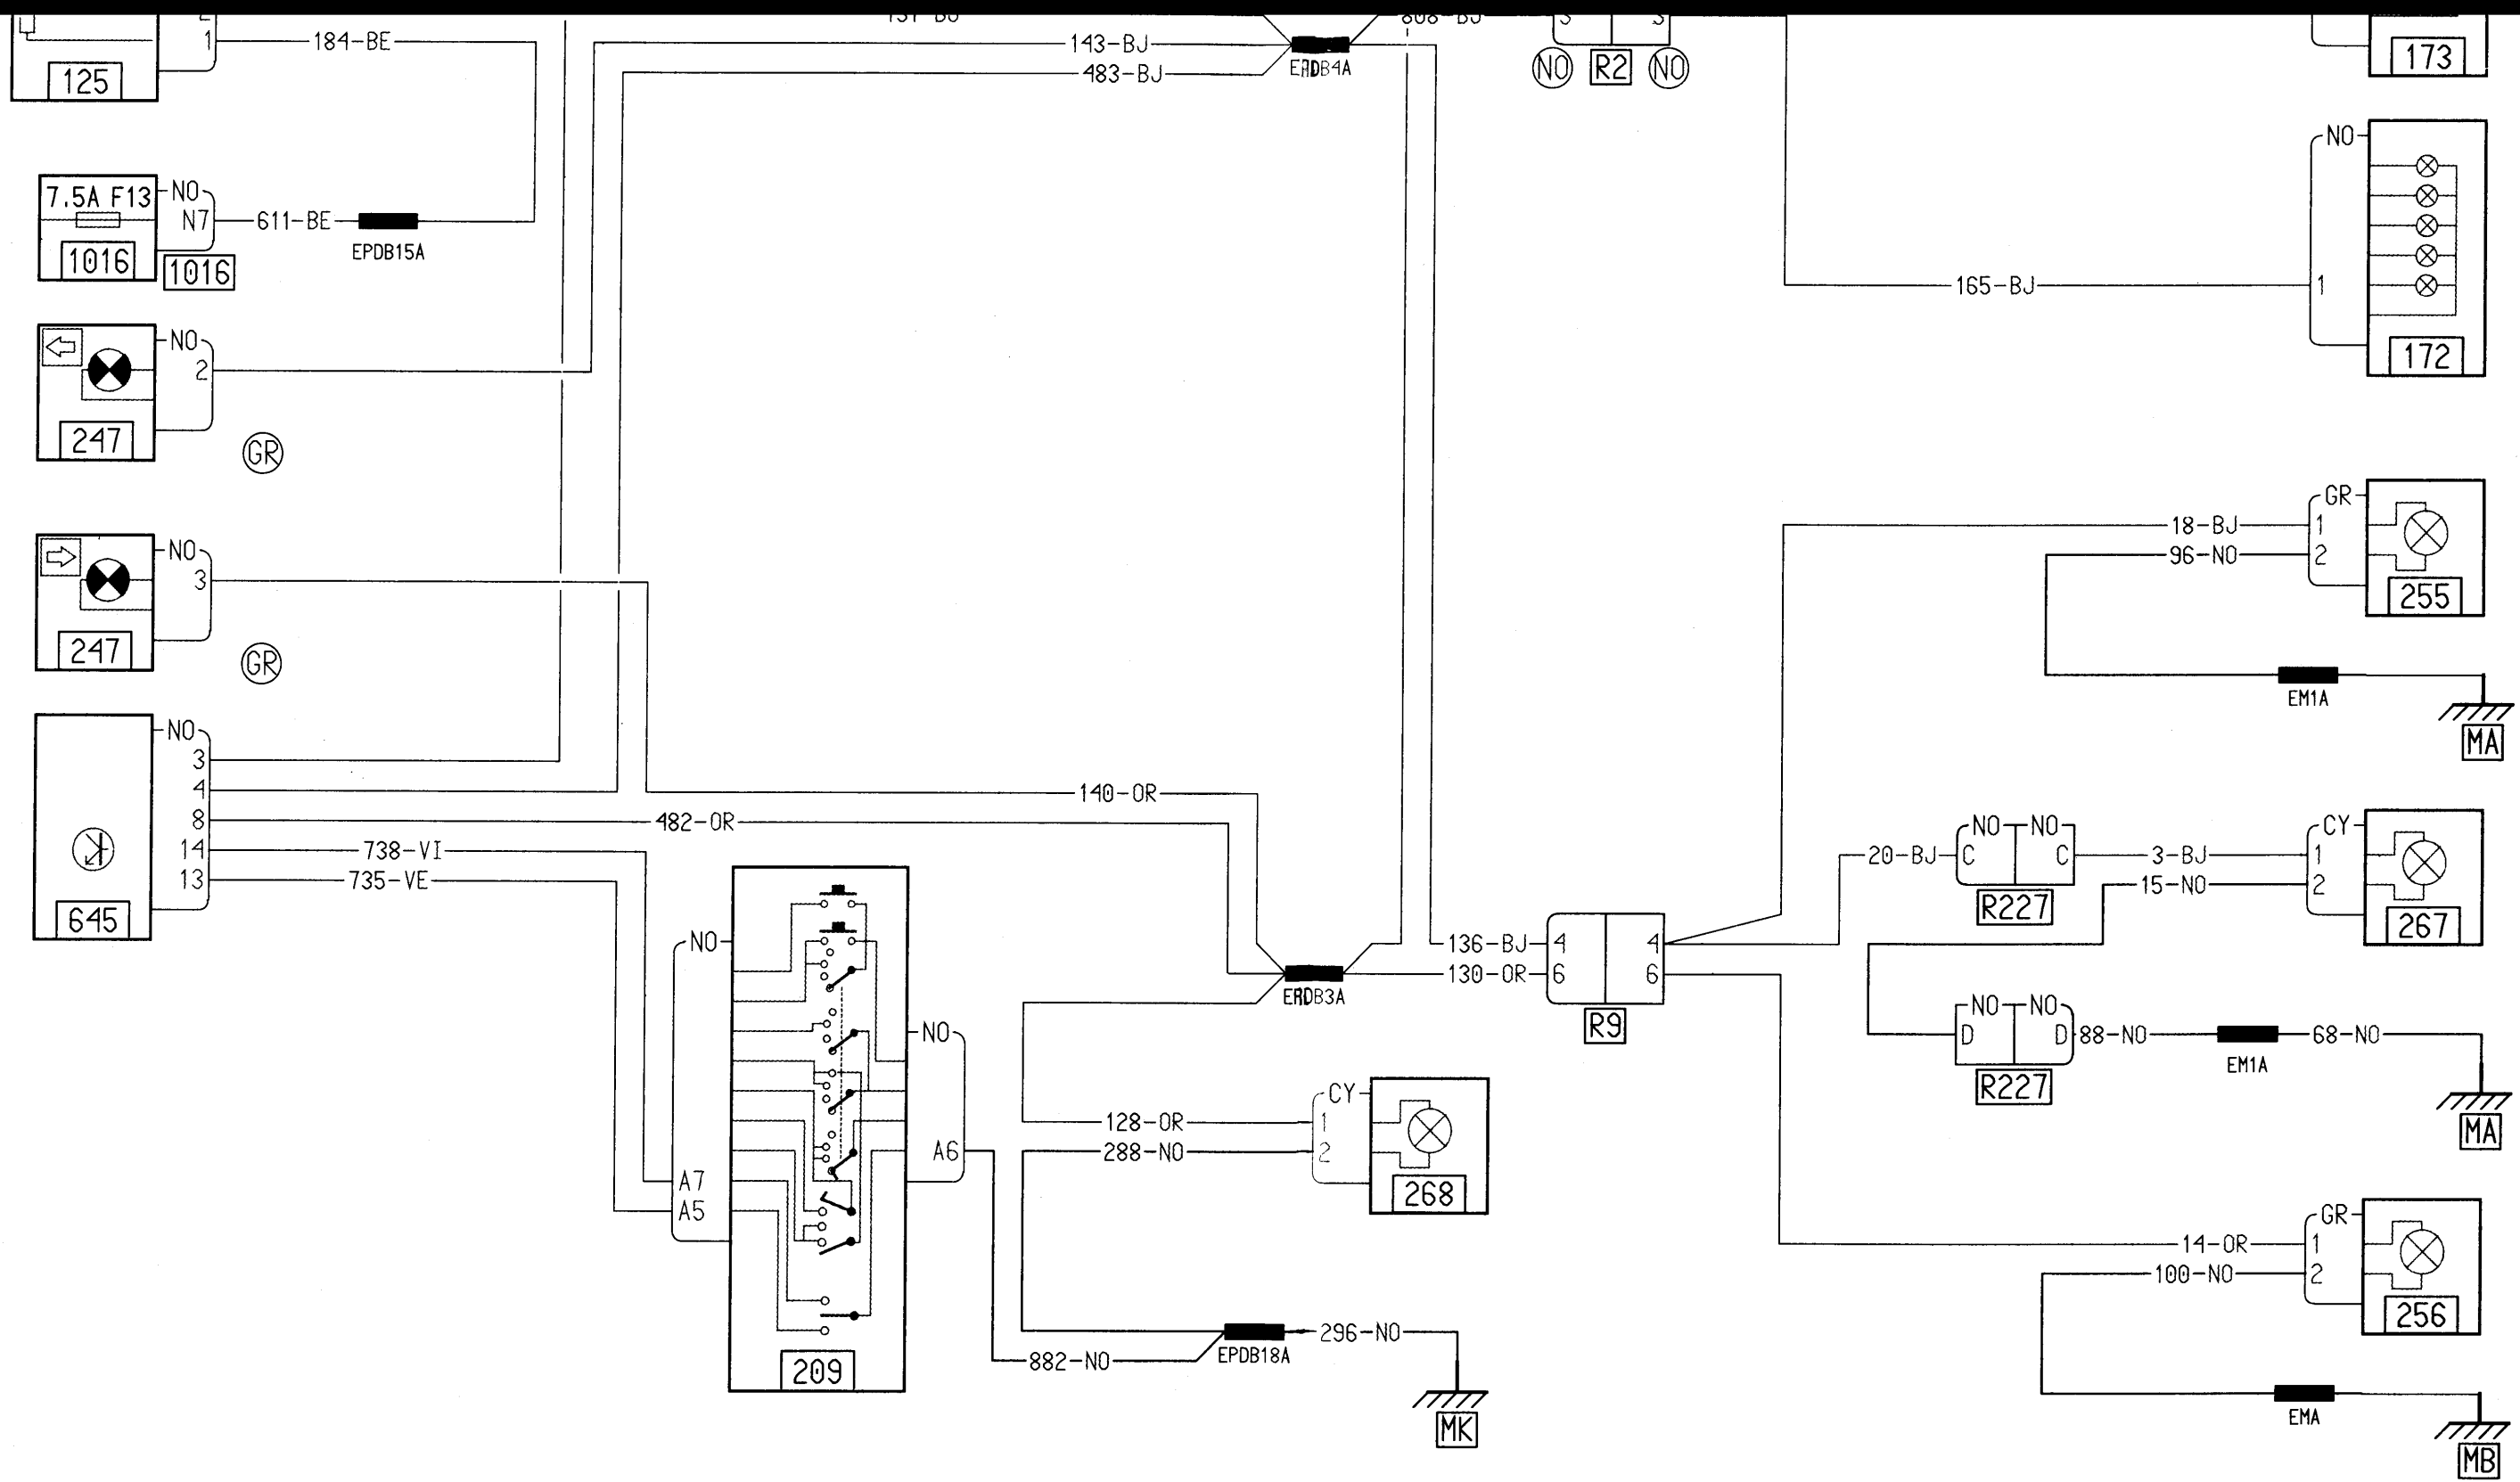 1
184-BE
125
143-BJ
483-BJ
EPDB4A
NO
R2
NO
173
NO
1
165-BJ
172
7.5A F13
NO
N7
611-BE
EPDB15A
1016
1016
NO
2
247
GR
NO
3
247
GR
GR
1
2
18-BJ
96-NO
255
EM1A
MA
NO
3
4
8
14
13
645
140-OR
482-OR
738-VI
735-VE
NO
A7
A5
209
NO
A6
EPDB3A
136-BJ
130-OR
4
6
4
6
R9
20-BJ
NO
NO
C
C
R227
3-BJ
15-NO
CY
1
2
267
NO
NO
D
D
R227
88-NO
EM1A
68-NO
MA
128-OR
288-NO
CY
1
2
268
882-NO
EPDB18A
296-NO
MK
14-OR
100-NO
GR
1
2
256
EMA
MB